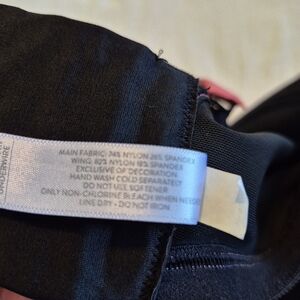 UNDERWIRE
MAIN FABRIC: 74% NYLON 26% SPANDEX
WING: 82% NYLON 18% SPANDEX
EXCLUSIVE OF DECORATION
HAND WASH COLD SEPARATELY
DO NOT USE SOFTENER
ONLY NON-CHLORINE BLEACH WHEN NEEDED
LINE DRY - DO NOT IRON